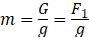 m = G/g = F₁/g